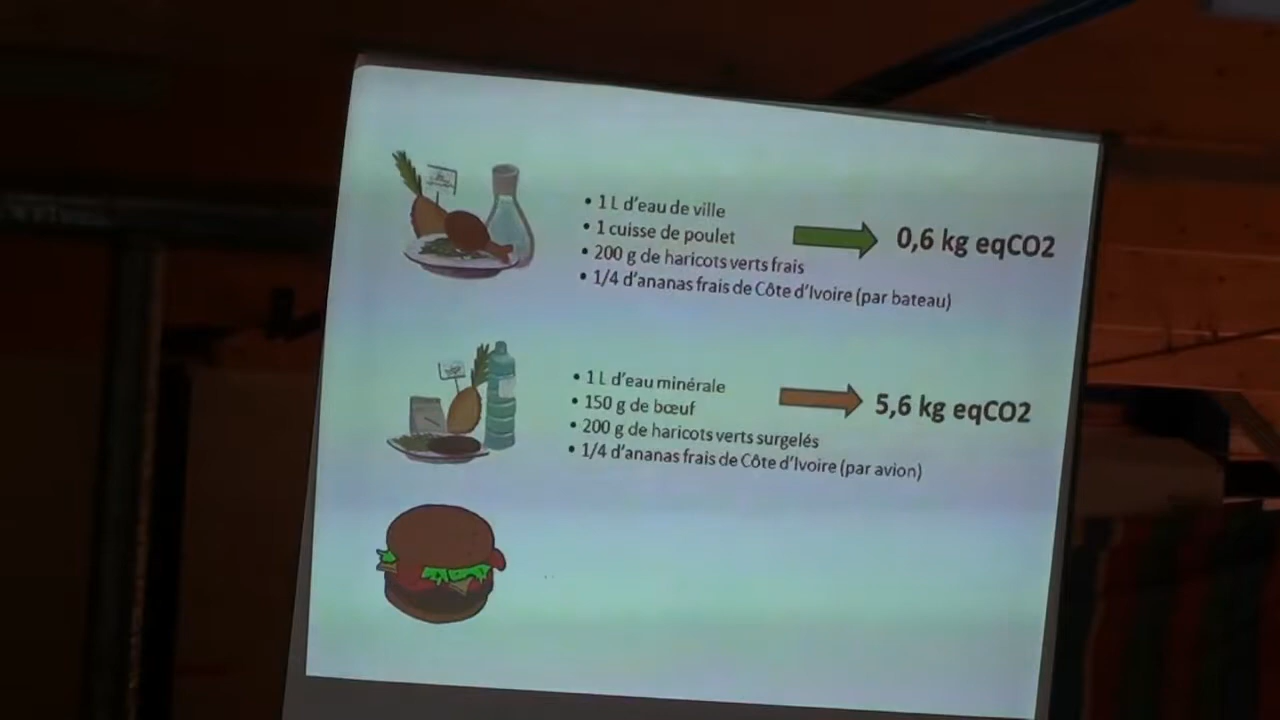 • 1 L d'eau de ville
• 1 cuisse de poulet
• 200 g de haricots verts frais
• 1/4 d'ananas frais de Côte d'Ivoire (par bateau)
0,6 kg eqCO2
• 1 L d'eau minérale
• 150 g de bœuf
• 200 g de haricots verts surgelés
• 1/4 d'ananas frais de Côte d'Ivoire (par avion)
5,6 kg eqCO2